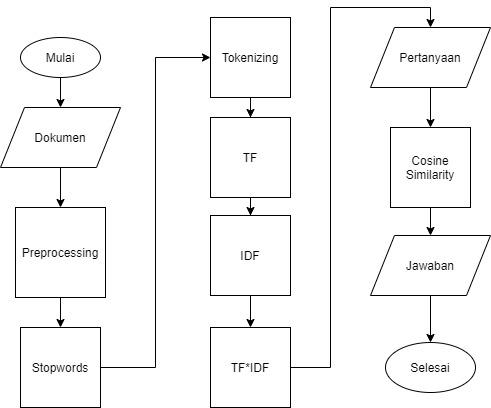 Mulai
Dokumen
Preprocessing
Stopwords
Tokenizing
TF
IDF
TF*IDF
Pertanyaan
Cosine
Similarity
Jawaban
Selesai